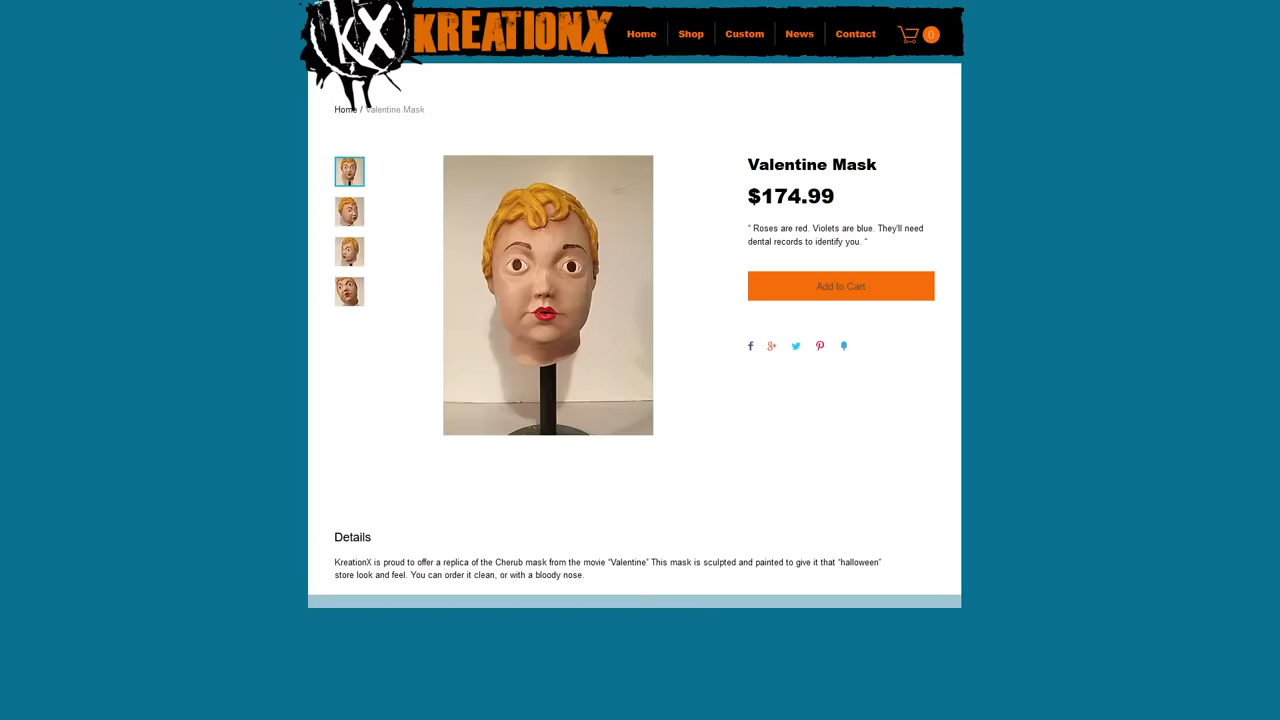 KX KREATIONX
Home
Shop
Custom
News
Contact
0
Home / Valentine Mask
Valentine Mask
$174.99
" Roses are red. Violets are blue. They'll need
dental records to identify you. "
Add to Cart
Details
KreationX is proud to offer a replica of the Cherub mask from the movie "Valentine" This mask is sculpted and painted to give it that "halloween"
store look and feel. You can order it clean, or with a bloody nose.